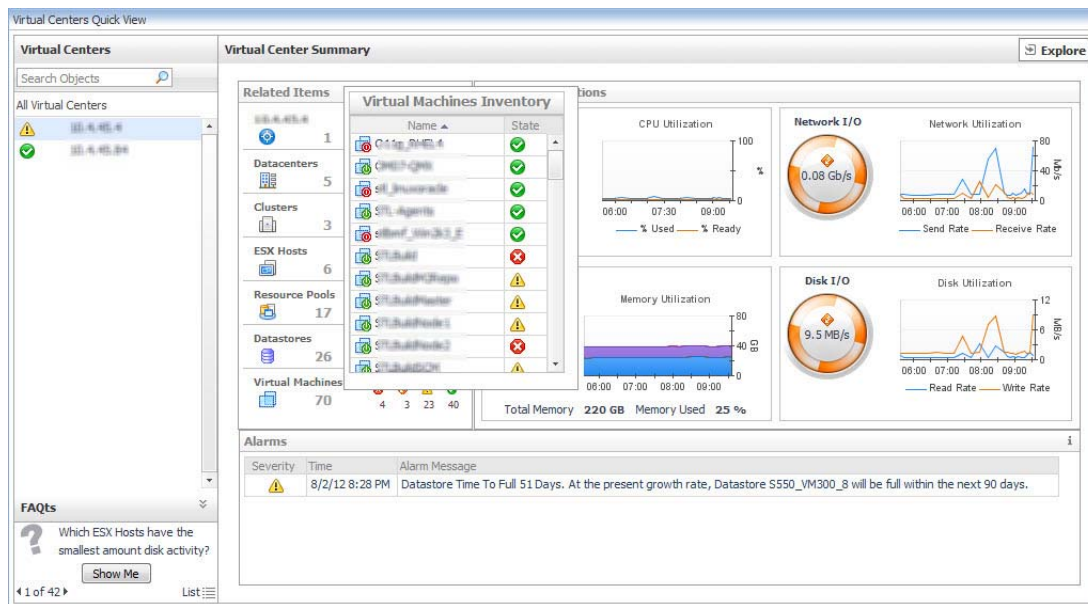 Virtual Centers Quick View
Virtual Centers
Search Objects
All Virtual Centers
FAQts
Which ESX Hosts have the
smallest amount disk activity?
Show Me
1 of 42
List
Virtual Center Summary
Explore
Related Items
1
Datacenters
5
Clusters
3
ESX Hosts
6
Resource Pools
17
Datastores
26
Virtual Machines
70
4 3 23 40
Virtual Machines Inventory
Name State
CPU Utilization
100
%
0
06:00 07:30 09:00
% Used % Ready
Network I/O
0.08 Gb/s
Network Utilization
80
40
0
Mb/s
06:00 07:00 08:00 09:00
Send Rate Receive Rate
Memory Utilization
80
40
0
GB
06:00 07:00 08:00 09:00
Total Memory 220 GB Memory Used 25 %
Disk I/O
9.5 MB/s
Disk Utilization
12
6
0
MB/s
06:00 07:00 08:00 09:00
Read Rate Write Rate
Alarms
i
Severity Time Alarm Message
8/2/12 8:28 PM Datastore Time To Full 51 Days. At the present growth rate, Datastore S550_VM300_8 will be full within the next 90 days.